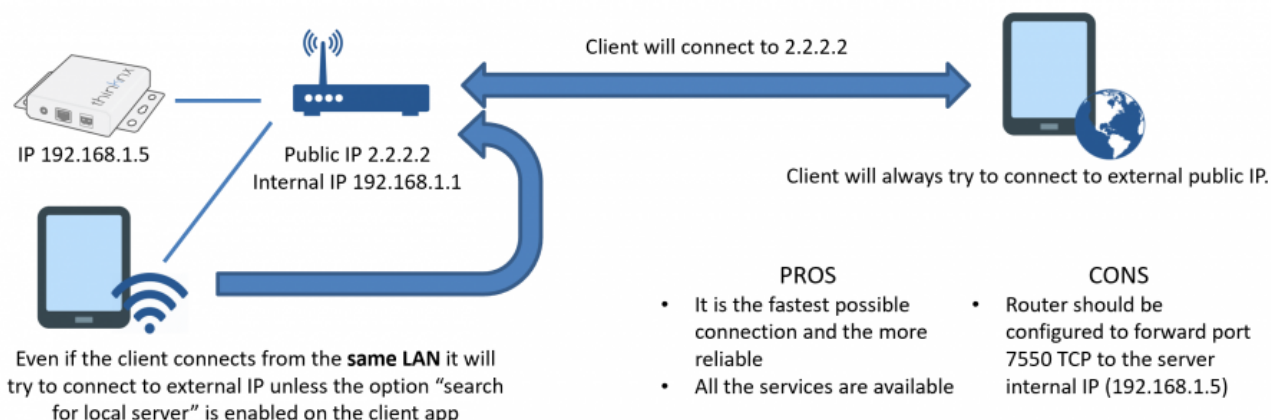 Client will connect to 2.2.2.2
thinknx
IP 192.168.1.5
Public IP 2.2.2.2
Internal IP 192.168.1.1
Client will always try to connect to external public IP.
Even if the client connects from the same LAN it will
try to connect to external IP unless the option “search
for local server” is enabled on the client app
PROS
• It is the fastest possible
connection and the more
reliable
• All the services are available
CONS
• Router should be
configured to forward port
7550 TCP to the server
internal IP (192.168.1.5)